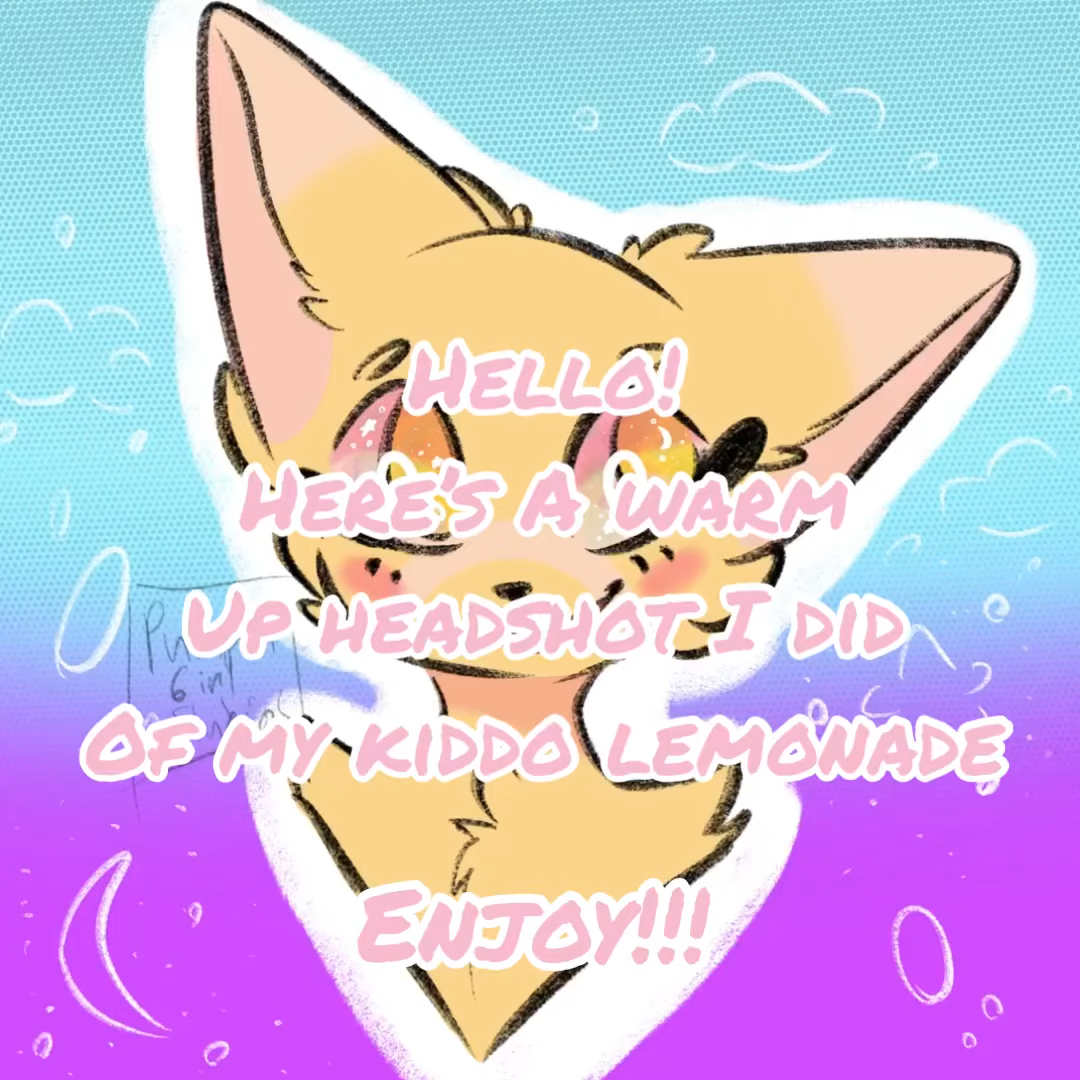 Hello!
Here's A warm
Up headshot I did
Of my kiddo lemonade
Enjoy!!!